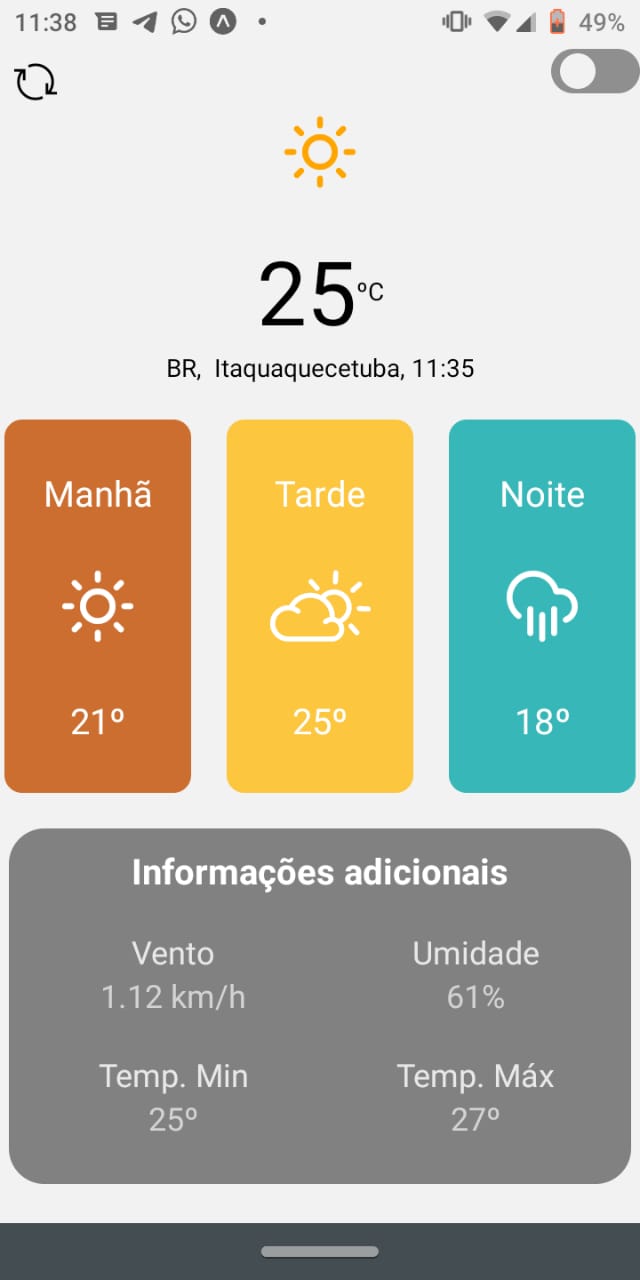 11:38 49%
25ºC
BR,  Itaquaquecetuba, 11:35
Manhã Tarde Noite
21º 25º 18º
Informações adicionais
Vento Umidade
1.12 km/h 61%
Temp. Min Temp. Máx
25º 27º